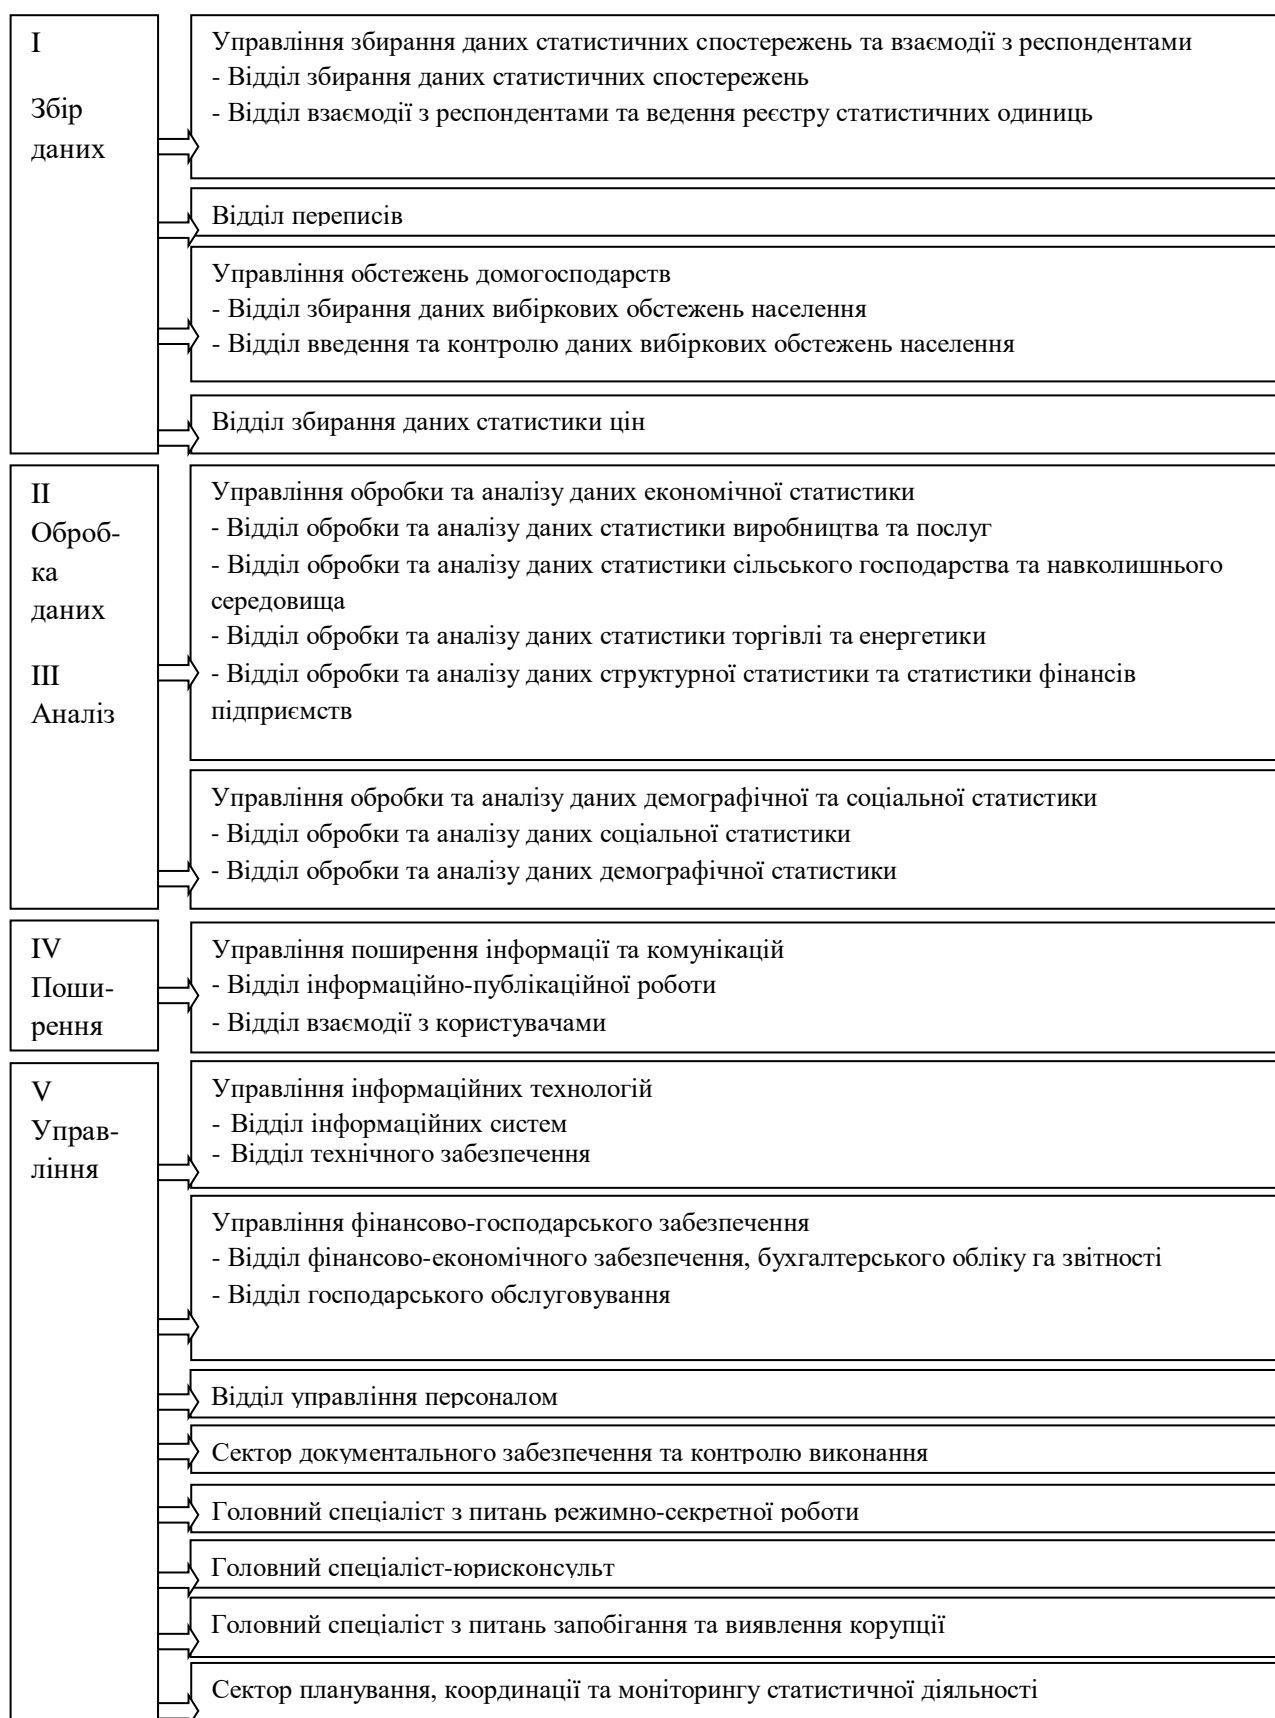 I
Збір
даних
Управління збирання даних статистичних спостережень та взаємодії з респондентами
- Відділ збирання даних статистичних спостережень
- Відділ взаємодії з респондентами та ведення реєстру статистичних одиниць
Відділ переписів
Управління обстежень домогосподарств
- Відділ збирання даних вибіркових обстежень населення
- Відділ введення та контролю даних вибіркових обстежень населення
Відділ збирання даних статистики цін
II
Оброб-
ка
даних
III
Аналіз
Управління обробки та аналізу даних економічної статистики
- Відділ обробки та аналізу даних статистики виробництва та послуг
- Відділ обробки та аналізу даних статистики сільського господарства та навколишнього
середовища
- Відділ обробки та аналізу даних статистики торгівлі та енергетики
- Відділ обробки та аналізу даних структурної статистики та статистики фінансів
підприємств
Управління обробки та аналізу даних демографічної та соціальної статистики
- Відділ обробки та аналізу даних соціальної статистики
- Відділ обробки та аналізу даних демографічної статистики
IV
Поши-
рення
Управління поширення інформації та комунікацій
- Відділ інформаційно-публікаційної роботи
- Відділ взаємодії з користувачами
V
Управ-
ління
Управління інформаційних технологій
- Відділ інформаційних систем
- Відділ технічного забезпечення
Управління фінансово-господарського забезпечення
- Відділ фінансово-економічного забезпечення, бухгалтерського обліку га звітності
- Відділ господарського обслуговування
Відділ управління персоналом
Сектор документального забезпечення та контролю виконання
Головний спеціаліст з питань режимно-секретної роботи
Головний спеціаліст-юрисконсульт
Головний спеціаліст з питань запобігання та виявлення корупції
Сектор планування, координації та моніторингу статистичної діяльності